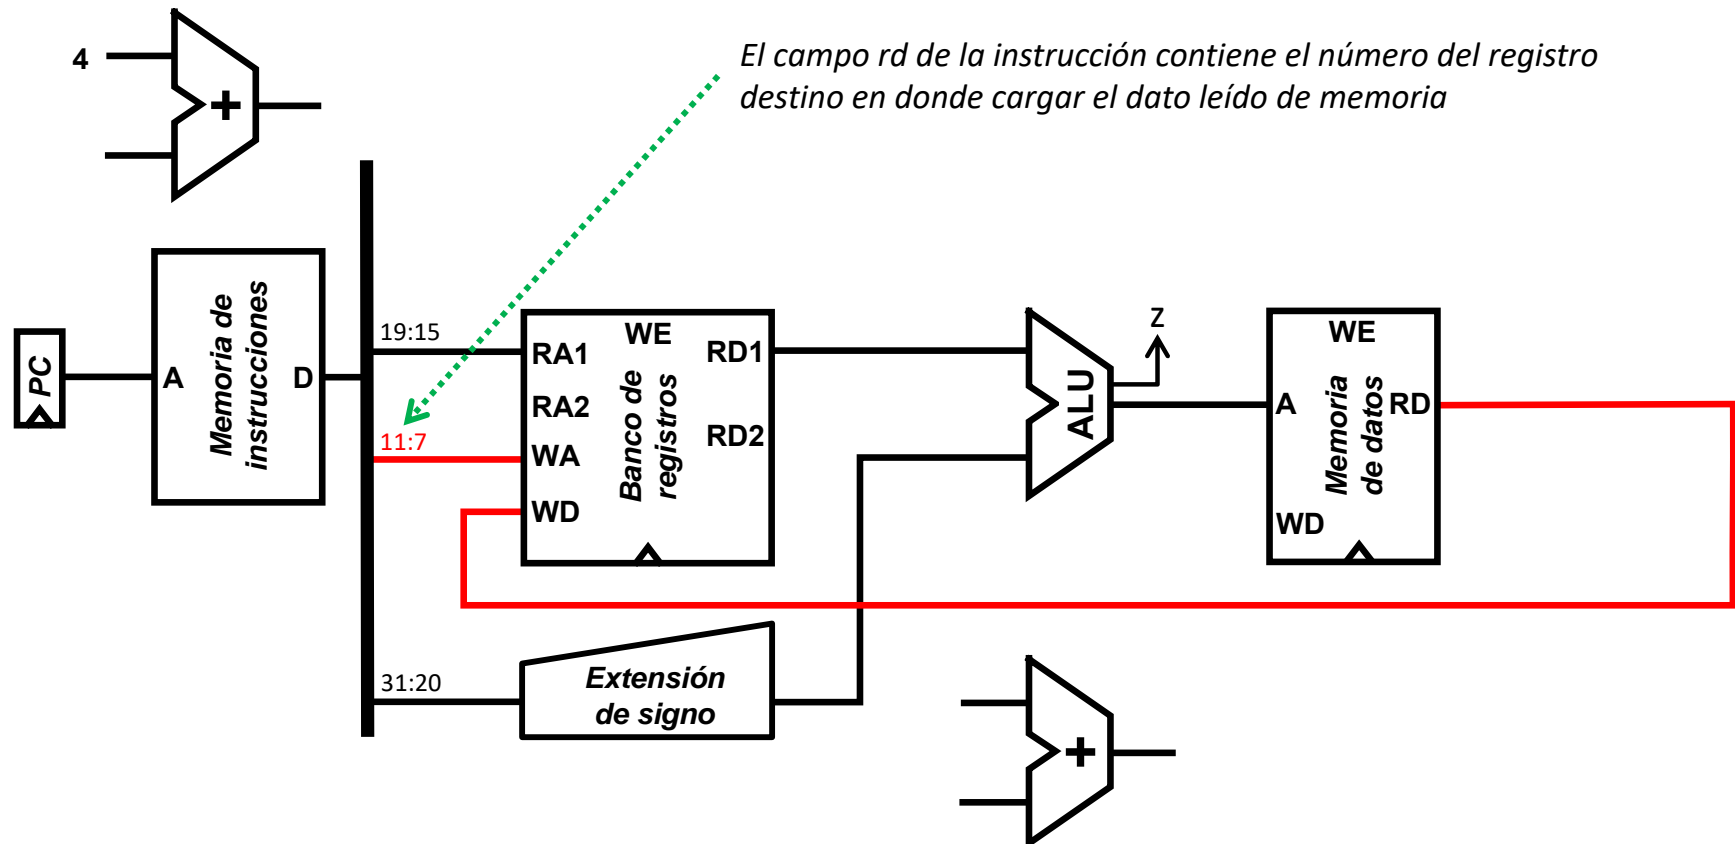 El campo rd de la instrucción contiene el número del registro
destino en donde cargar el dato leído de memoria
4
+
PC
A
Memoria de
instrucciones
D
19:15
11:7
31:20
RA1
RA2
WA
WD
WE
Banco de
registros
RD1
RD2
Extensión
de signo
ALU
Z
+
A
WD
WE
Memoria
de datos
RD